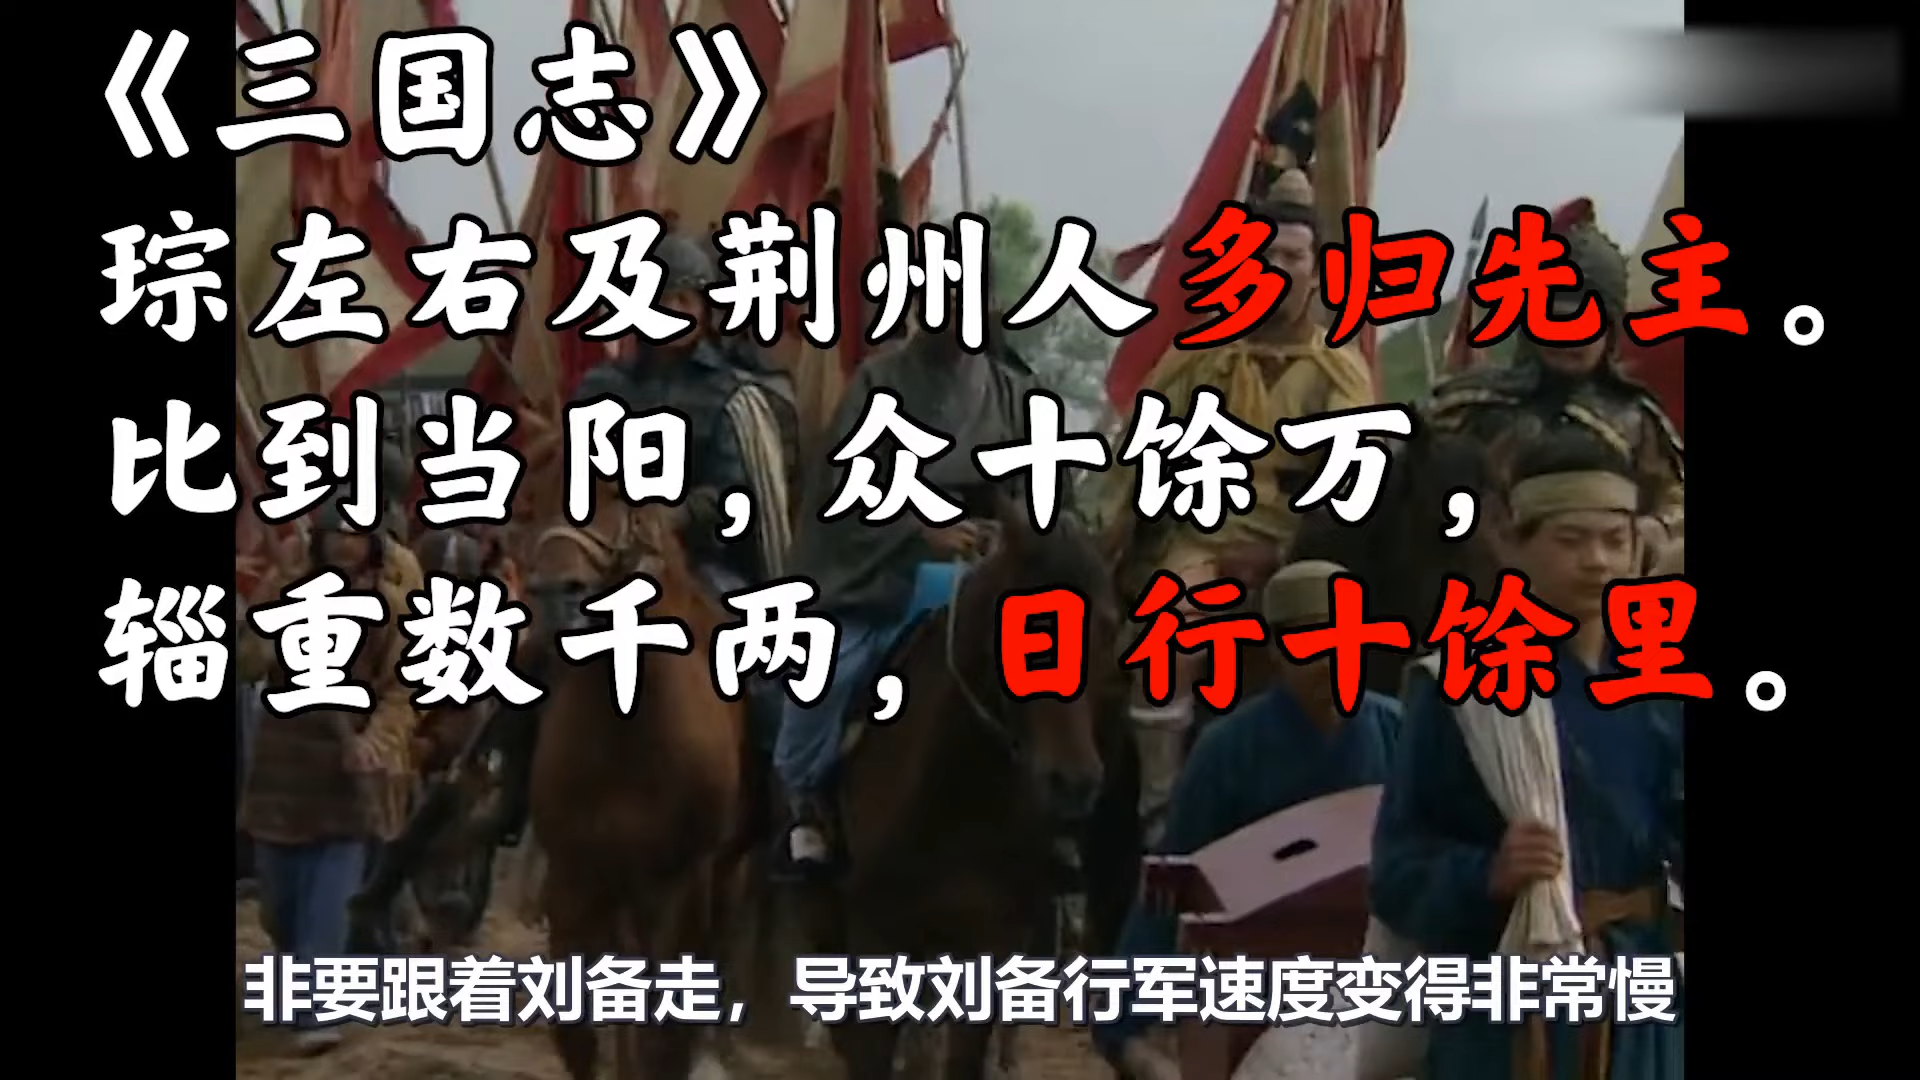 《三国志》
琮左右及荆州人多归先主。
比到当阳，众十馀万，
辎重数千两，日行十馀里。
非要跟着刘备走，导致刘备行军速度变得非常慢